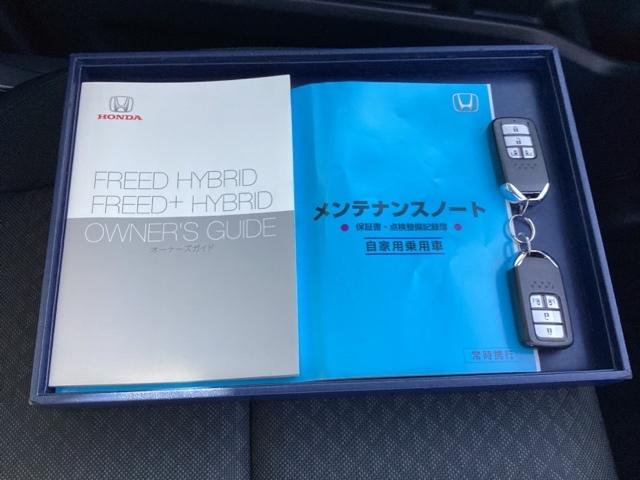 HONDA
FREED HYBRID
FREED+ HYBRID
OWNER'S GUIDE
オーナーズガイド
メンテナンスノート
保証書・点検整備記録簿
自家用乗用車
常時携行